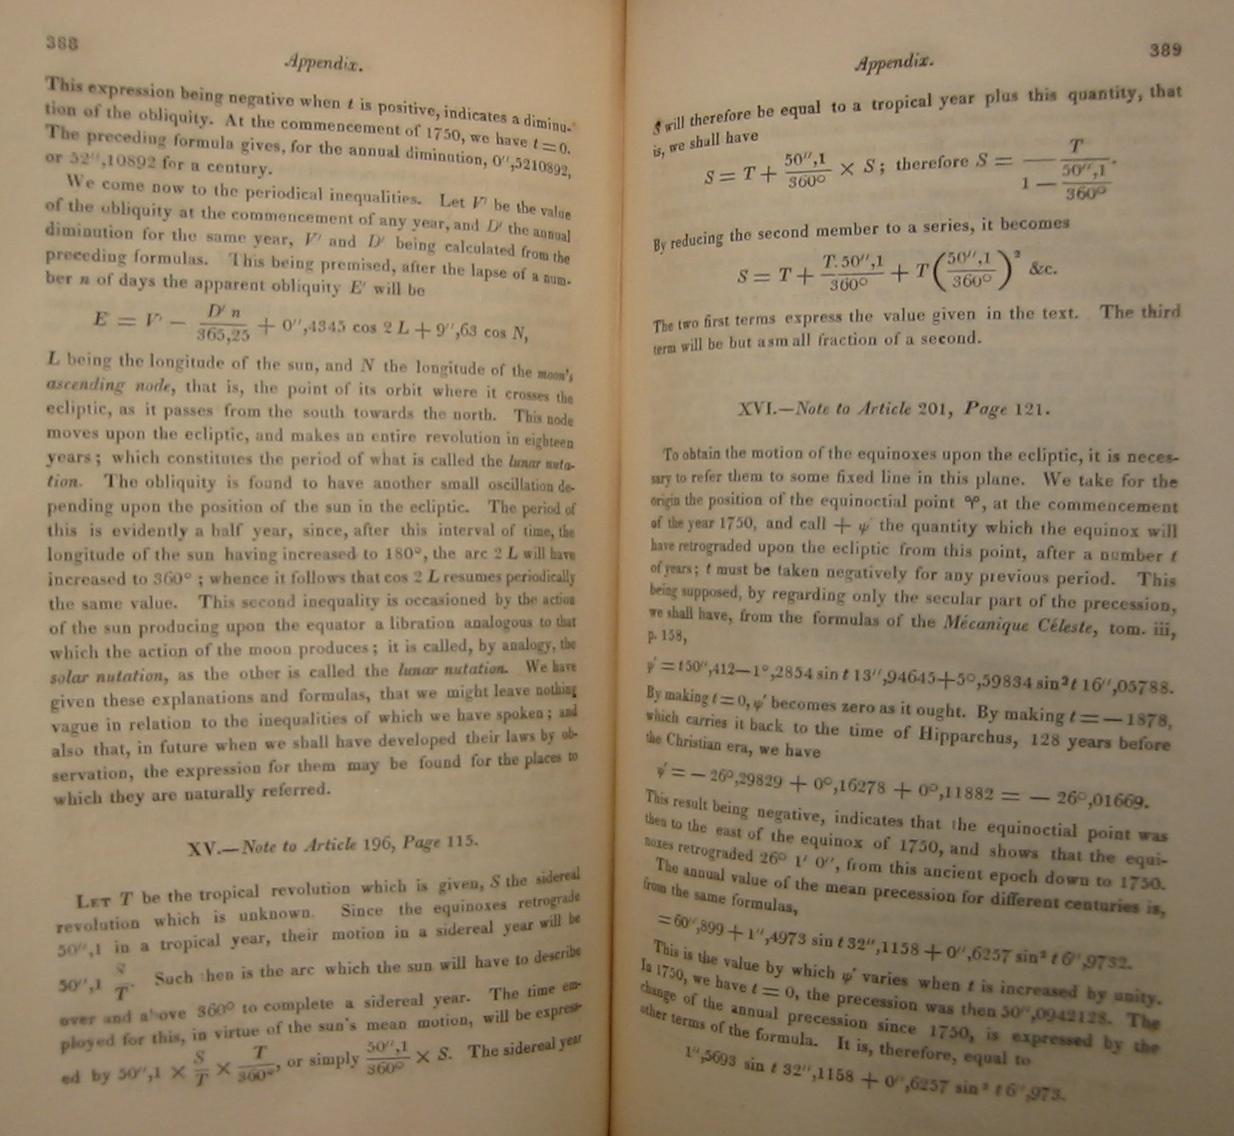 388
Appendix.
This expression being negative when t is positive, indicates a diminu-
tion of the obliquity. At the commencement of 1750, we have t = 0.
The preceding formula gives, for the annual diminution, 0'',5210892,
or 52'',10892 for a century.
We come now to the periodical inequalities. Let V' be the value
of the obliquity at the commencement of any year, and D' the annual
diminution for the same year, V' and D' being calculated from the
preceding formulas. This being premised, after the lapse of a num-
ber n of days the apparent obliquity E' will be
E = V' − D' n / 365,25 + 0'',4345 cos 2 L + 9'',63 cos N,
L being the longitude of the sun, and N the longitude of the moon's
ascending node, that is, the point of its orbit where it crosses the
ecliptic, as it passes from the south towards the north. This node
moves upon the ecliptic, and makes an entire revolution in eighteen
years; which constitutes the period of what is called the lunar nuta-
tion. The obliquity is found to have another small oscillation de-
pending upon the position of the sun in the ecliptic. The period of
this is evidently a half year, since, after this interval of time, the
longitude of the sun having increased to 180°, the arc 2 L will have
increased to 360°; whence it follows that cos 2 L resumes periodically
the same value. This second inequality is occasioned by the action
of the sun producing upon the equator a libration analogous to that
which the action of the moon produces; it is called, by analogy, the
solar nutation, as the other is called the lunar nutation. We have
given these explanations and formulas, that we might leave nothing
vague in relation to the inequalities of which we have spoken; and
also that, in future when we shall have developed their laws by ob-
servation, the expression for them may be found for the places to
which they are naturally referred.
XV.—Note to Article 196, Page 115.
LET T be the tropical revolution which is given, S the sidereal
revolution which is unknown. Since the equinoxes retrograde
50'',1 in a tropical year, their motion in a sidereal year will be
50'',1 S/T. Such hen is the arc which the sun will have to describe
over and a ove 360° to complete a sidereal year. The time em-
ployed for this, in virtue of the sun's mean motion, will be express-
ed by 50'',1 × S/T × T/360°, or simply 50'',1/360° × S. The sidereal year
389
Appendix.
S will therefore be equal to a tropical year plus this quantity, that
is, we shall have
S = T + 50'',1/360° × S; therefore S = T / (1 − 50'',1/360°).
By reducing the second member to a series, it becomes
S = T + T.50'',1/360° + T (50'',1/360°)² &c.
The two first terms express the value given in the text. The third
term will be but asm all fraction of a second.
XVI.—Note to Article 201, Page 121.
To obtain the motion of the equinoxes upon the ecliptic, it is neces-
sary to refer them to some fixed line in this plane. We take for the
origin the position of the equinoctial point ♈, at the commencement
of the year 1750, and call + ψ' the quantity which the equinox will
have retrograded upon the ecliptic from this point, after a number t
of years; t must be taken negatively for any previous period. This
being supposed, by regarding only the secular part of the precession,
we shall have, from the formulas of the Mécanique Céleste, tom. iii,
p. 158,
ψ' = t 50'',412—1°,2854 sin t 13'',94645+5°,59834 sin² t 16'',05788.
By making t = 0, ψ' becomes zero as it ought. By making t = — 1878,
which carries it back to the time of Hipparchus, 128 years before
the Christian era, we have
ψ' = — 26°,29829 + 0°,16278 + 0°,11882 = — 26°,01669.
This result being negative, indicates that the equinoctial point was
then to the east of the equinox of 1750, and shows that the equi-
noxes retrograded 26° 1' 0'', from this ancient epoch down to 1750.
The annual value of the mean precession for different centuries is,
from the same formulas,
= 60'',899 + 1'',4973 sin t 32'',1158 + 0'',6257 sin² t 6'',9732.
This is the value by which ψ' varies when t is increased by unity.
In 1750, we have t = 0, the precession was then 50'',0942128. The
change of the annual precession since 1750, is expressed by the
other terms of the formula. It is, therefore, equal to
1'',5693 sin t 32'',1158 + 0'',6257 sin² t 6'',973.